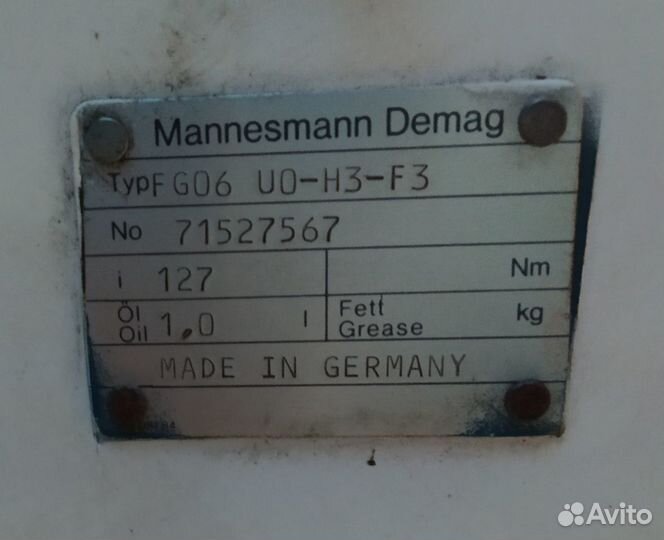 Mannesmann Demag
Typ FG06 U0-H3-F3
No 71527567
i 127 Nm
Öl
Oil 1,0 l Fett
Grease kg
MADE IN GERMANY
Avito